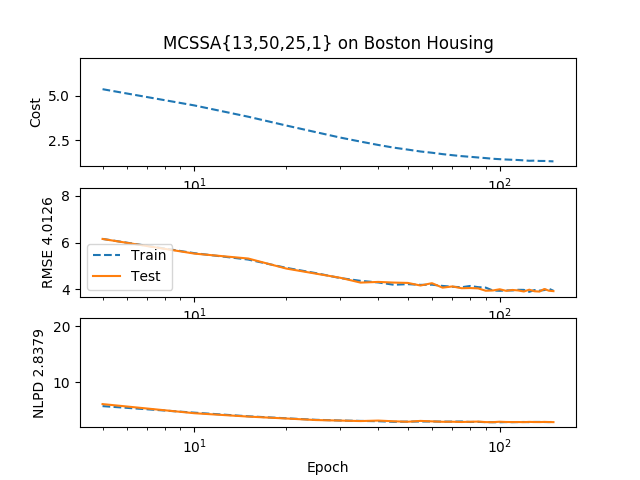 MCSSA{13,50,25,1} on Boston Housing
5.0
2.5
Cost
10¹ 10²
8
6
4
RMSE 4.0126
Train
Test
10¹ 10²
20
10
NLPD 2.8379
10¹ 10²
Epoch